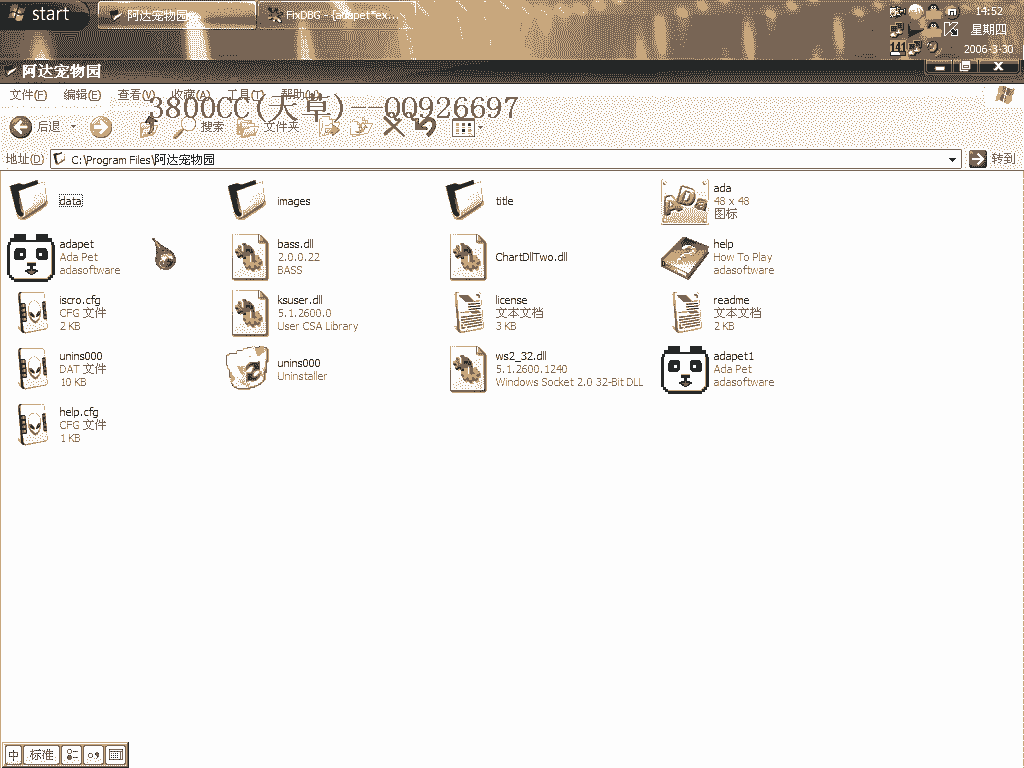 start
阿达宠物园
FixDBG - [adapet*ex...
14:52
星期四
2006-3-30
141
阿达宠物园
文件(F) 编辑(E) 查看(V) 收藏(A) 工具(T) 帮助(H)
3800CC(天草)--QQ926697
后退 搜索 文件夹
地址(D) C:\Program Files\阿达宠物园 转到
data
images
title
ada
48 x 48
图标
adapet
Ada Pet
adasoftware
bass.dll
2.0.0.22
BASS
ChartDllTwo.dll
help
How To Play
adasoftware
iscro.cfg
CFG 文件
2 KB
ksuser.dll
5.1.2600.0
User CSA Library
license
文本文档
3 KB
readme
文本文档
2 KB
unins000
DAT 文件
10 KB
unins000
Uninstaller
ws2_32.dll
5.1.2600.1240
Windows Socket 2.0 32-Bit DLL
adapet1
Ada Pet
adasoftware
help.cfg
CFG 文件
1 KB
中 标准